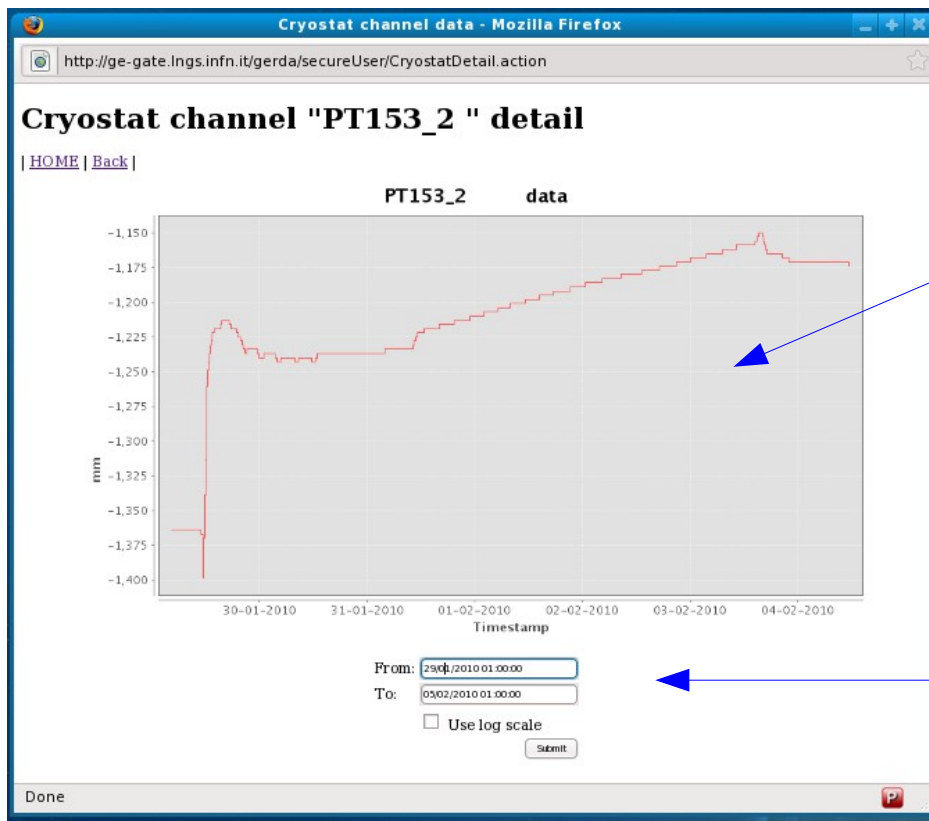 Cryostat channel data - Mozilla Firefox
http://ge-gate.lngs.infn.it/gerda/secureUser/CryostatDetail.action
Cryostat channel "PT153_2 " detail
| HOME | Back |
PT153_2 data
-1,150
-1,175
-1,200
-1,225
-1,250
-1,275
-1,300
-1,325
-1,350
-1,375
-1,400
mm
30-01-2010 31-01-2010 01-02-2010 02-02-2010 03-02-2010 04-02-2010
Timestamp
From: 29/01/2010 01:00:00
To: 05/02/2010 01:00:00
Use log scale
Submit
Done
P